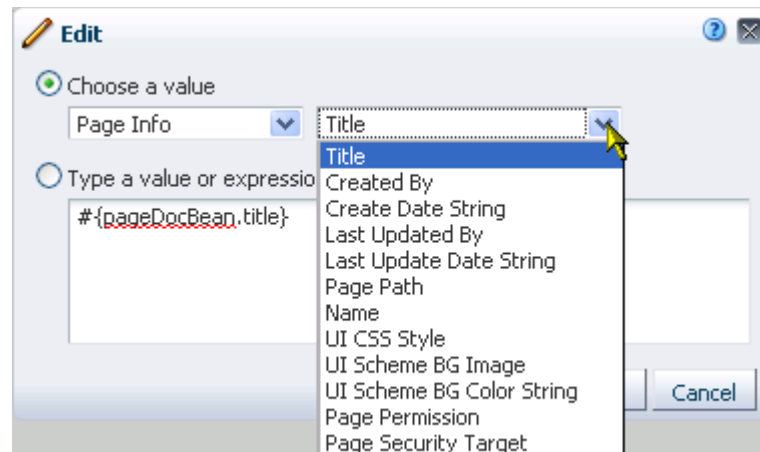 Edit
Choose a value
Page Info Title
Title
Created By
Create Date String
Last Updated By
Last Update Date String
Page Path
Name
UI CSS Style
UI Scheme BG Image
UI Scheme BG Color String
Page Permission
Page Security Target
Type a value or expressio
#{pageDocBean.title}
Cancel